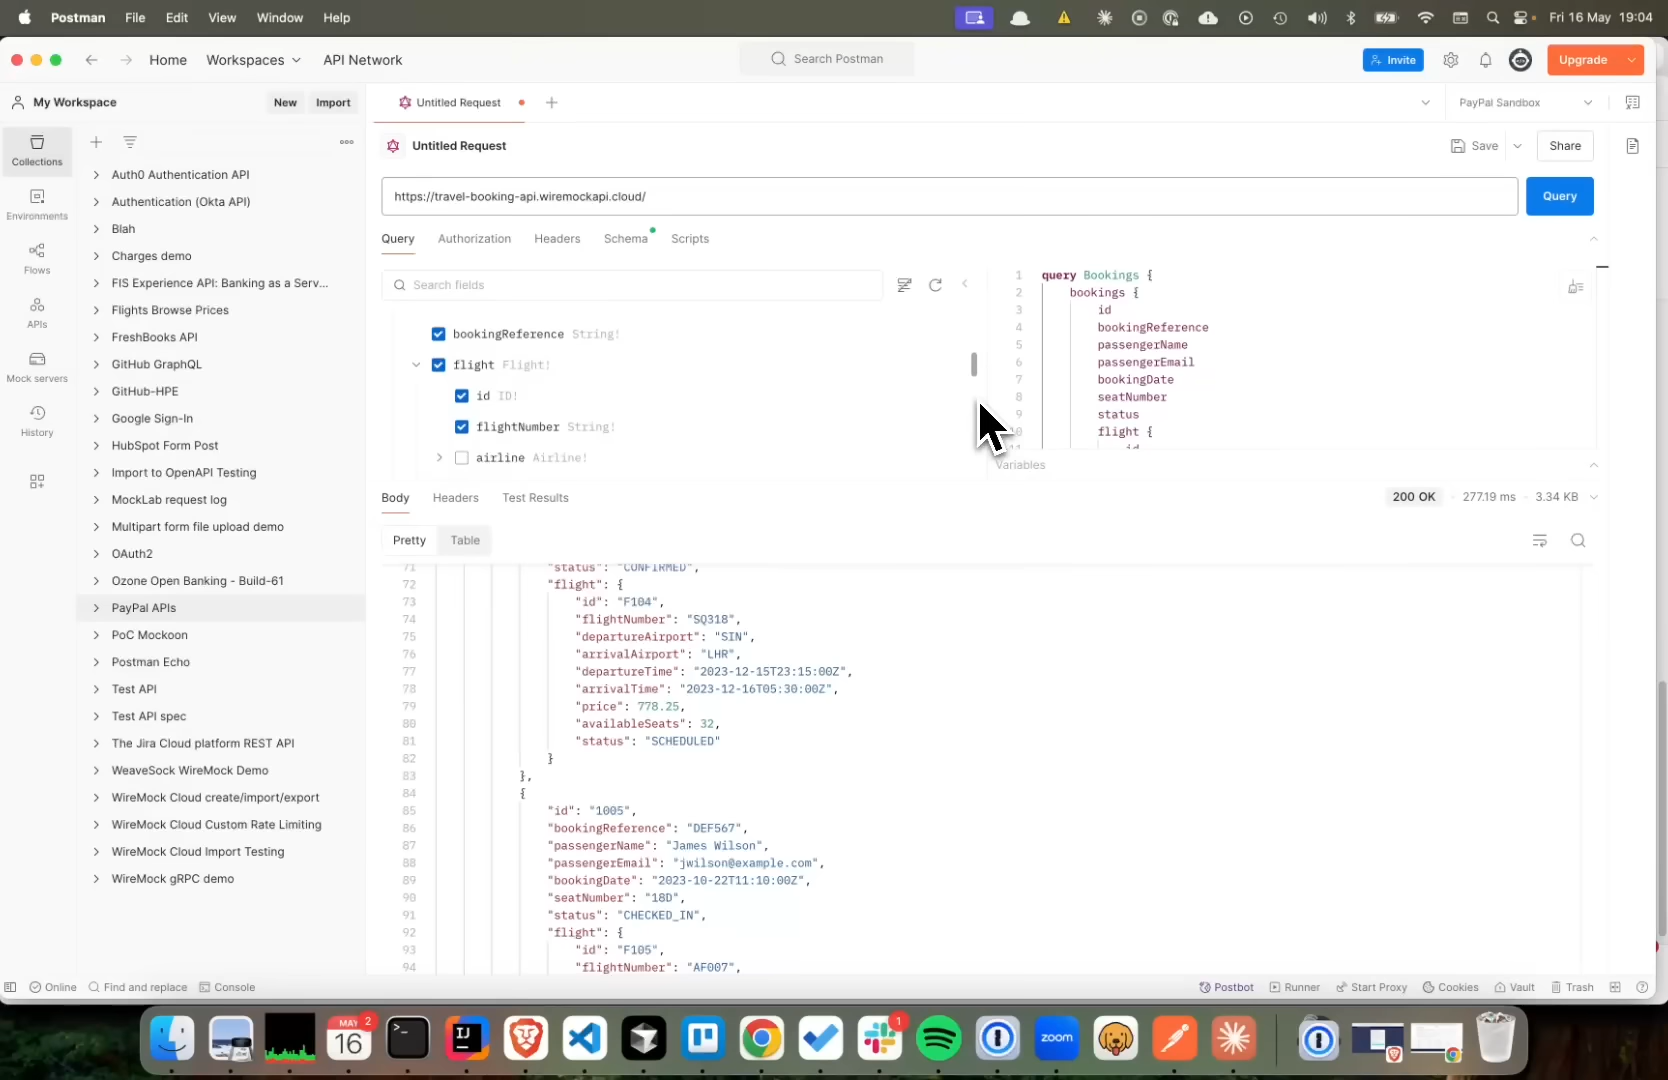 Postman File Edit View Window Help
Fri 16 May 19:04
Home Workspaces API Network
Search Postman
Invite
Upgrade
My Workspace
New Import
Untitled Request
PayPal Sandbox
Collections
Environments
Flows
APIs
Mock servers
History
Auth0 Authentication API
Authentication (Okta API)
Blah
Charges demo
FIS Experience API: Banking as a Serv...
Flights Browse Prices
FreshBooks API
GitHub GraphQL
GitHub-HPE
Google Sign-In
HubSpot Form Post
Import to OpenAPI Testing
MockLab request log
Multipart form file upload demo
OAuth2
Ozone Open Banking - Build-61
PayPal APIs
PoC Mockoon
Postman Echo
Test API
Test API spec
The Jira Cloud platform REST API
WeaveSock WireMock Demo
WireMock Cloud create/import/export
WireMock Cloud Custom Rate Limiting
WireMock Cloud Import Testing
WireMock gRPC demo
Untitled Request
Save
Share
https://travel-booking-api.wiremockapi.cloud/
Query
Query Authorization Headers Schema Scripts
Search fields
bookingReference String!
flight Flight!
id ID!
flightNumber String!
airline Airline!
1 query Bookings {
2 bookings {
3 id
4 bookingReference
5 passengerName
6 passengerEmail
7 bookingDate
8 seatNumber
9 status
10 flight {
11 id
Variables
Body Headers Test Results
200 OK 277.19 ms 3.34 KB
Pretty Table
71 "status": "CONFIRMED",
72 "flight": {
73 "id": "F104",
74 "flightNumber": "SQ318",
75 "departureAirport": "SIN",
76 "arrivalAirport": "LHR",
77 "departureTime": "2023-12-15T23:15:00Z",
78 "arrivalTime": "2023-12-16T05:30:00Z",
79 "price": 778.25,
80 "availableSeats": 32,
81 "status": "SCHEDULED"
82 }
83 },
84 {
85 "id": "1005",
86 "bookingReference": "DEF567",
87 "passengerName": "James Wilson",
88 "passengerEmail": "jwilson@example.com",
89 "bookingDate": "2023-10-22T11:10:00Z",
90 "seatNumber": "18D",
91 "status": "CHECKED_IN",
92 "flight": {
93 "id": "F105",
94 "flightNumber": "AF007",
Online Find and replace Console
Postbot Runner Start Proxy Cookies Vault Trash
MAY 2
16
IJ
1
zoom